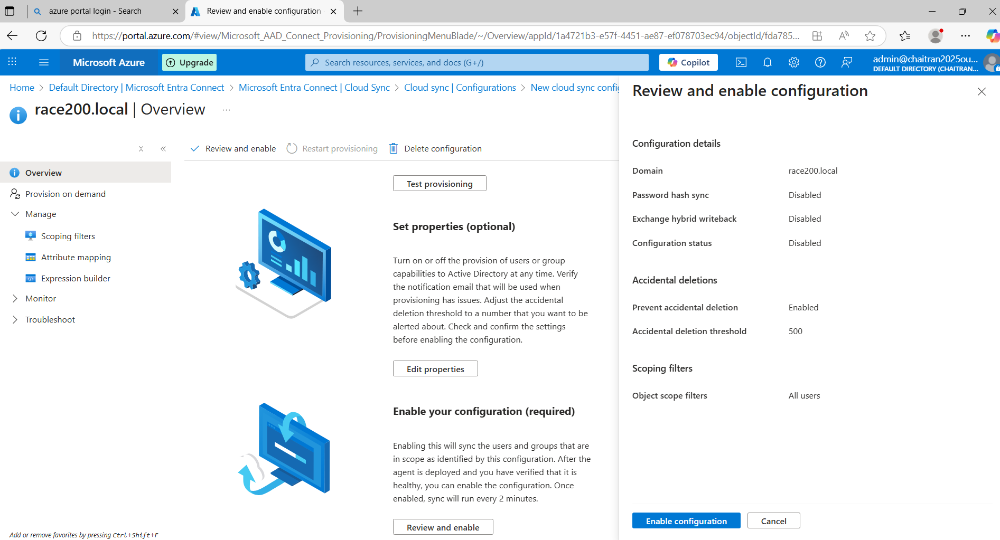 azure portal login - Search
Review and enable configuration
https://portal.azure.com/#view/Microsoft_AAD_Connect_Provisioning/ProvisioningMenuBlade/~/Overview/appId/1a4721b3-e57f-4451-ae87-ef078703ec94/objectId/fda785...
Microsoft Azure
Upgrade
Search resources, services, and docs (G+/)
Copilot
admin@chaitran2025ou...
DEFAULT DIRECTORY (CHAITRAN...
Home > Default Directory | Microsoft Entra Connect > Microsoft Entra Connect | Cloud Sync > Cloud sync | Configurations > New cloud sync config
race200.local | Overview ...
Review and enable
Restart provisioning
Delete configuration
Overview
Provision on demand
Manage
Scoping filters
Attribute mapping
Expression builder
Monitor
Troubleshoot
Test provisioning
Set properties (optional)
Turn on or off the provision of users or group
capabilities to Active Directory at any time. Verify
the notification email that will be used when
provisioning has issues. Adjust the accidental
deletion threshold to a number that you want to be
alerted about. Check and confirm the settings
before enabling the configuration.
Edit properties
Enable your configuration (required)
Enabling this will sync the users and groups that are
in scope as identified by this configuration. After the
agent is deployed and you have verified that it is
healthy, you can enable the configuration. Once
enabled, sync will run every 2 minutes.
Review and enable
Add or remove favorites by pressing Ctrl+Shift+F
Review and enable configuration
Configuration details
Domain race200.local
Password hash sync Disabled
Exchange hybrid writeback Disabled
Configuration status Disabled
Accidental deletions
Prevent accidental deletion Enabled
Accidental deletion threshold 500
Scoping filters
Object scope filters All users
Enable configuration
Cancel